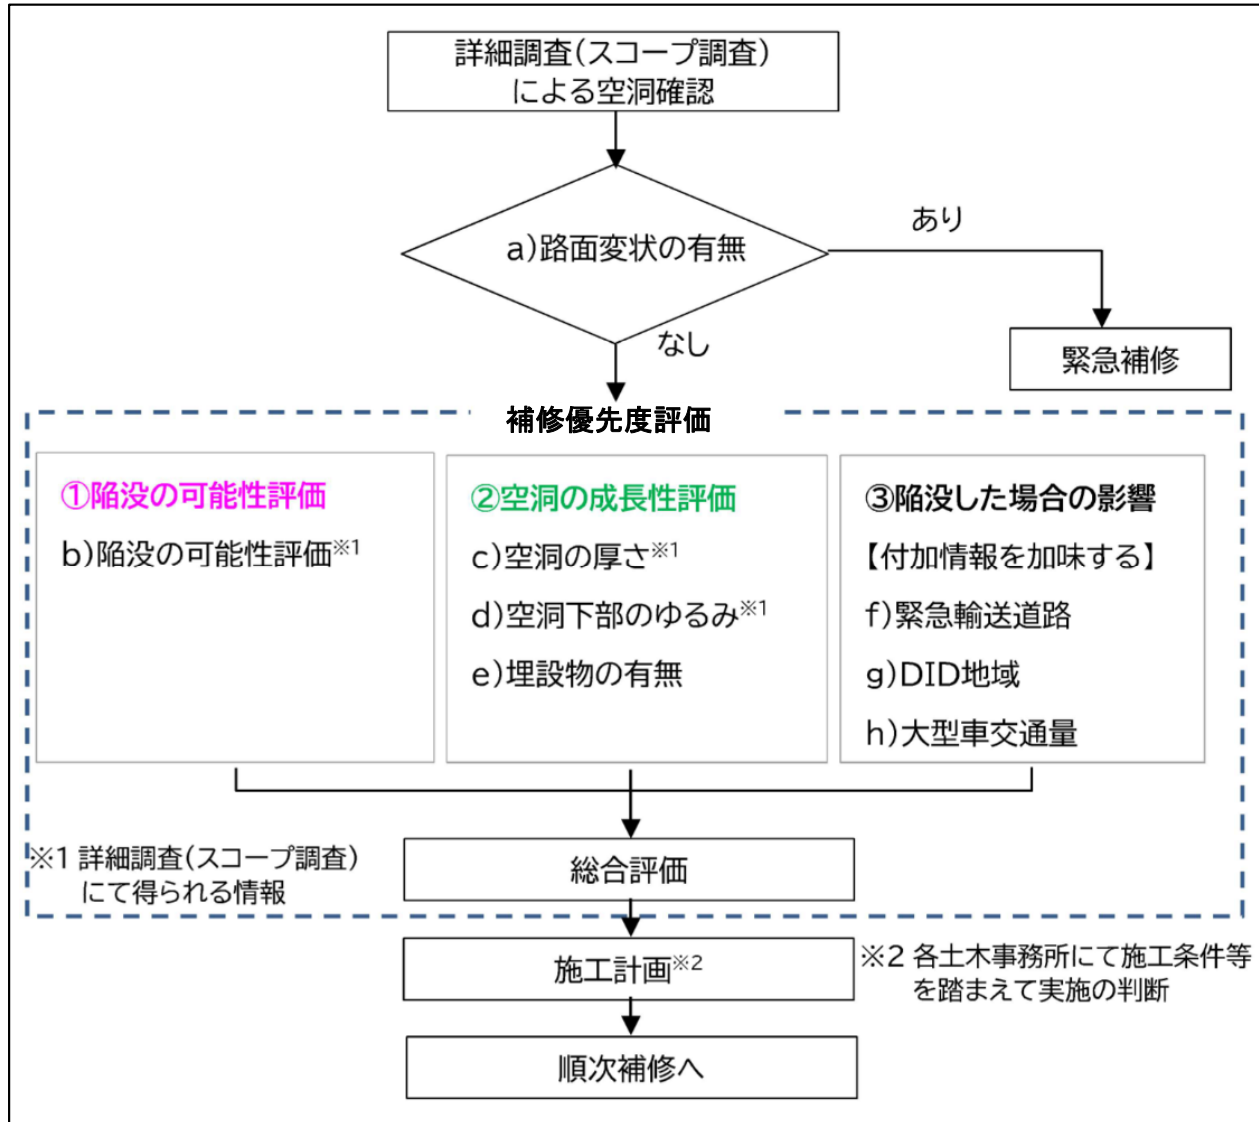 詳細調査(スコープ調査)
による空洞確認
a)路面変状の有無
あり
なし
緊急補修
補修優先度評価
①陥没の可能性評価
b)陥没の可能性評価※1
②空洞の成長性評価
c)空洞の厚さ※1
d)空洞下部のゆるみ※1
e)埋設物の有無
③陥没した場合の影響
【付加情報を加味する】
f)緊急輸送道路
g)DID地域
h)大型車交通量
※1 詳細調査(スコープ調査)
にて得られる情報
総合評価
施工計画※2
※2 各土木事務所にて施工条件等
を踏まえて実施の判断
順次補修へ